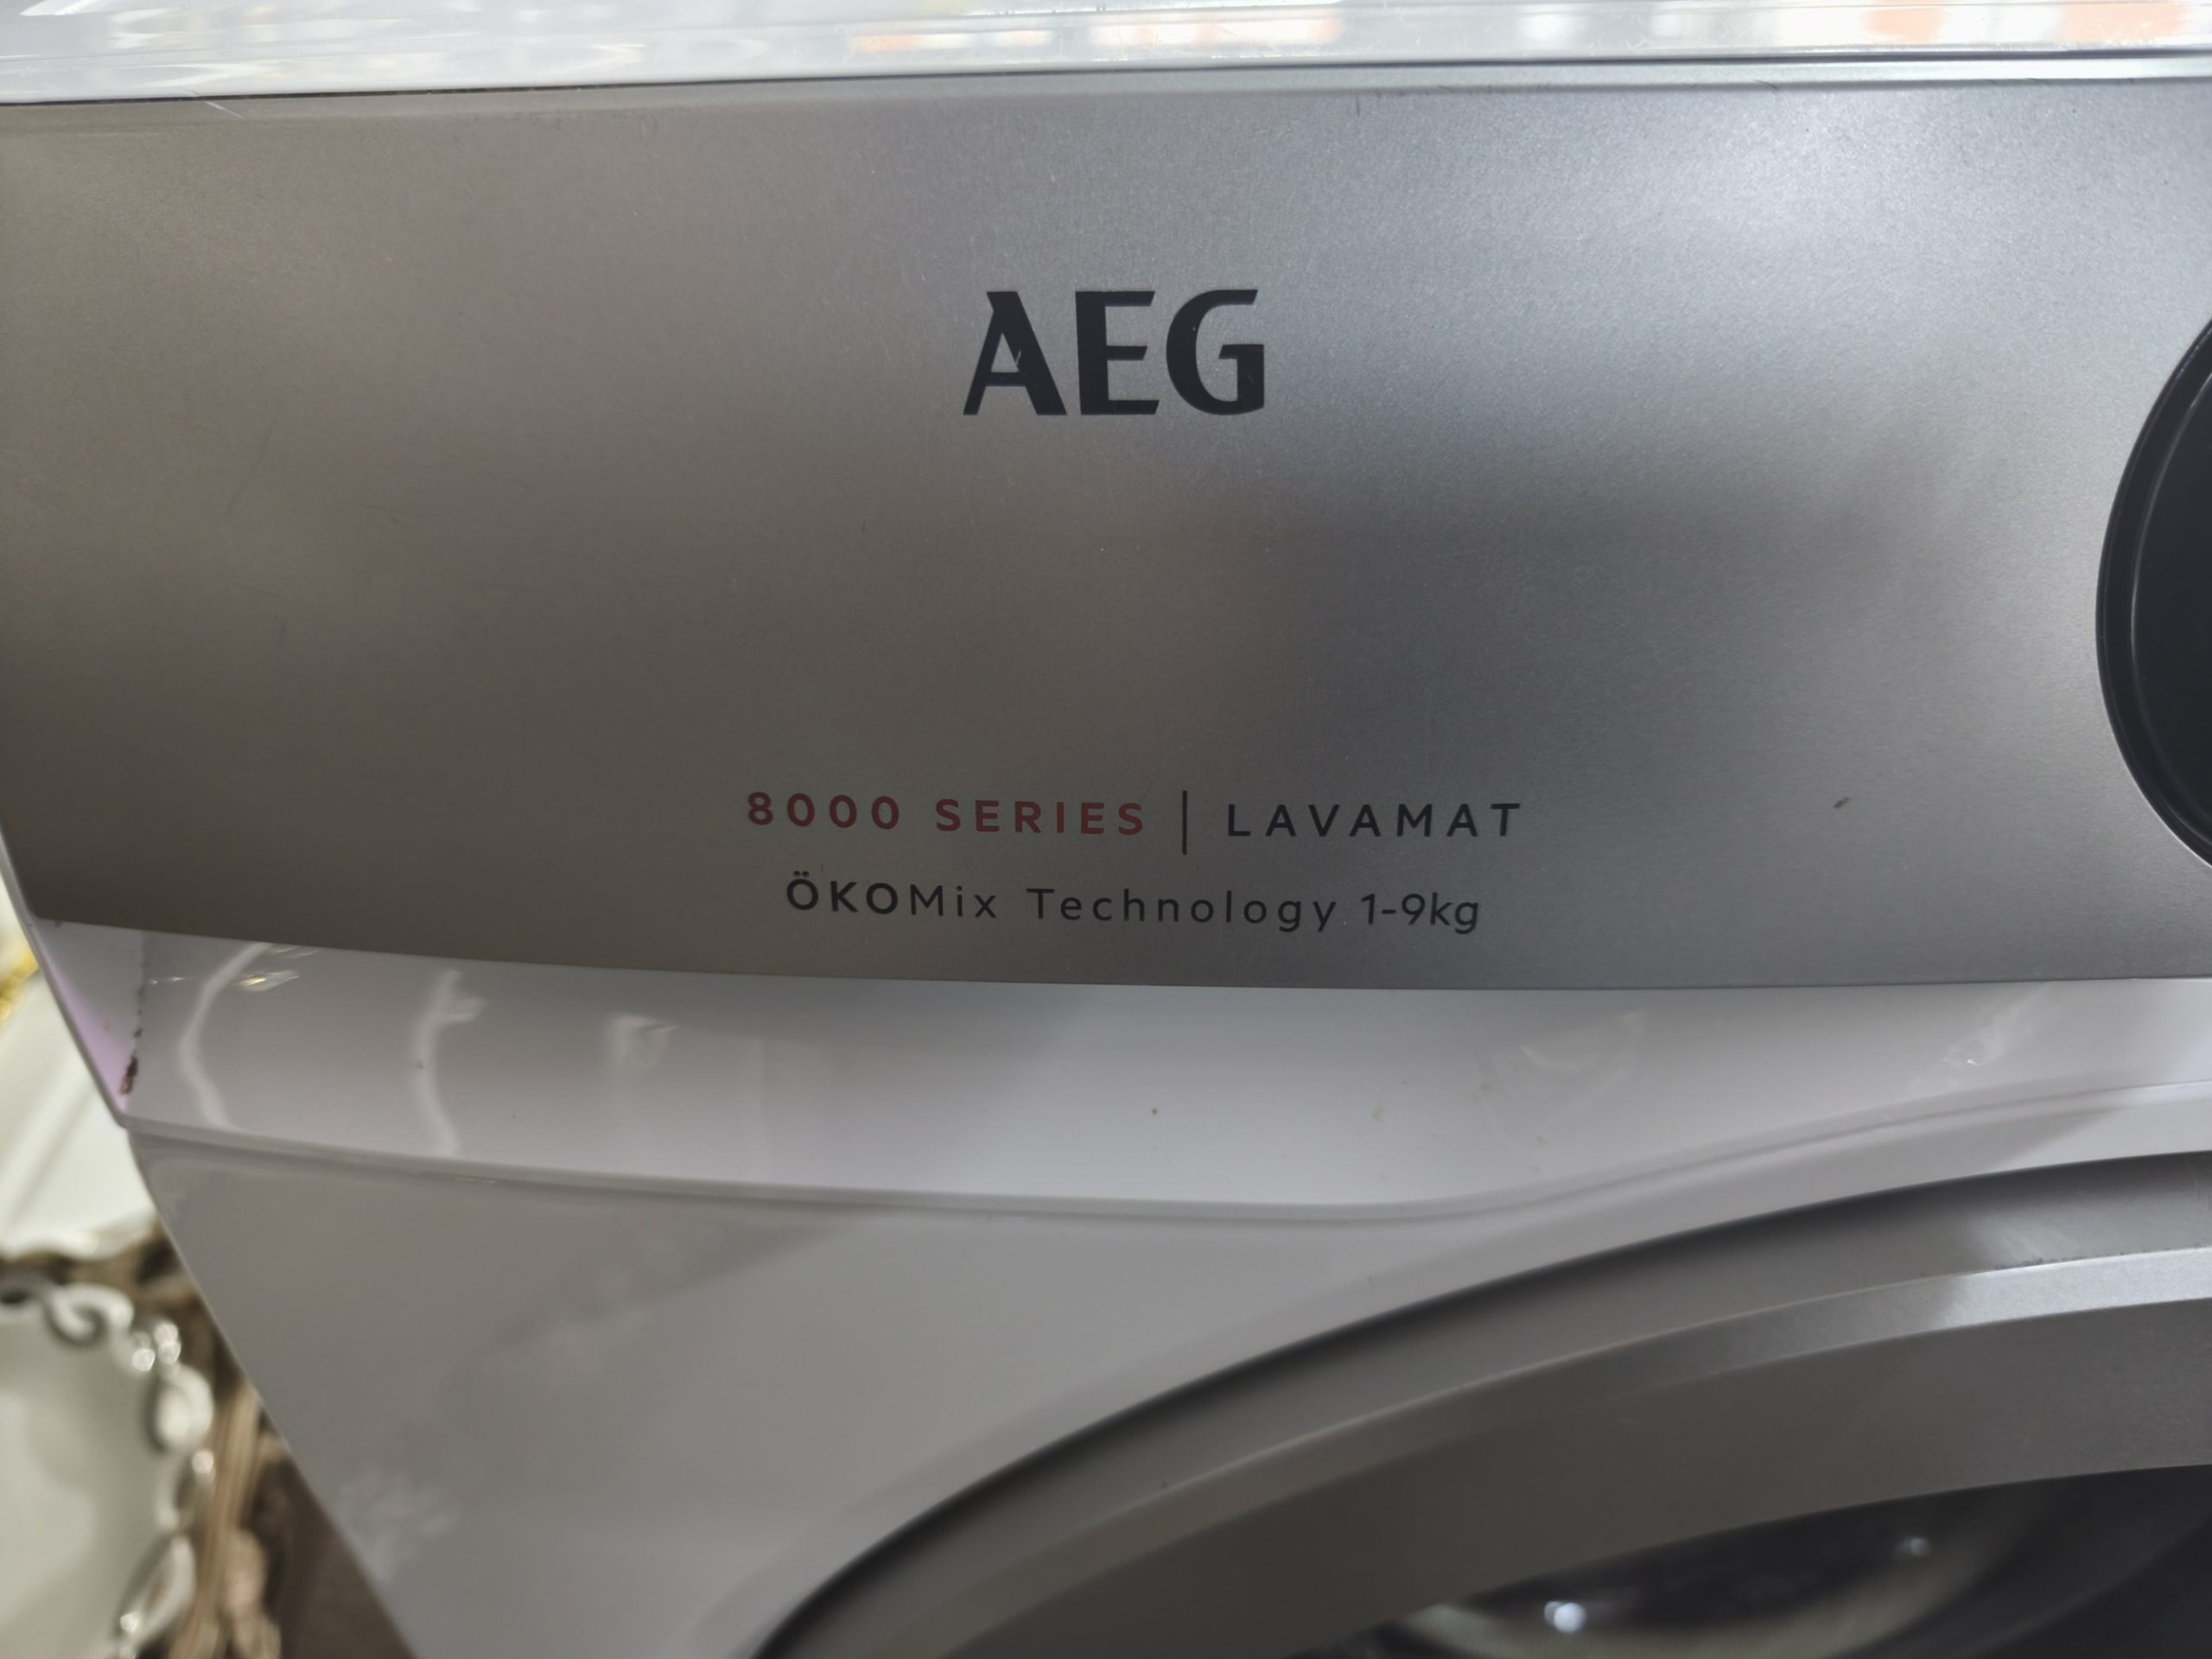 AEG
8000 SERIES | LAVAMAT
ÖKOMix Technology 1-9kg